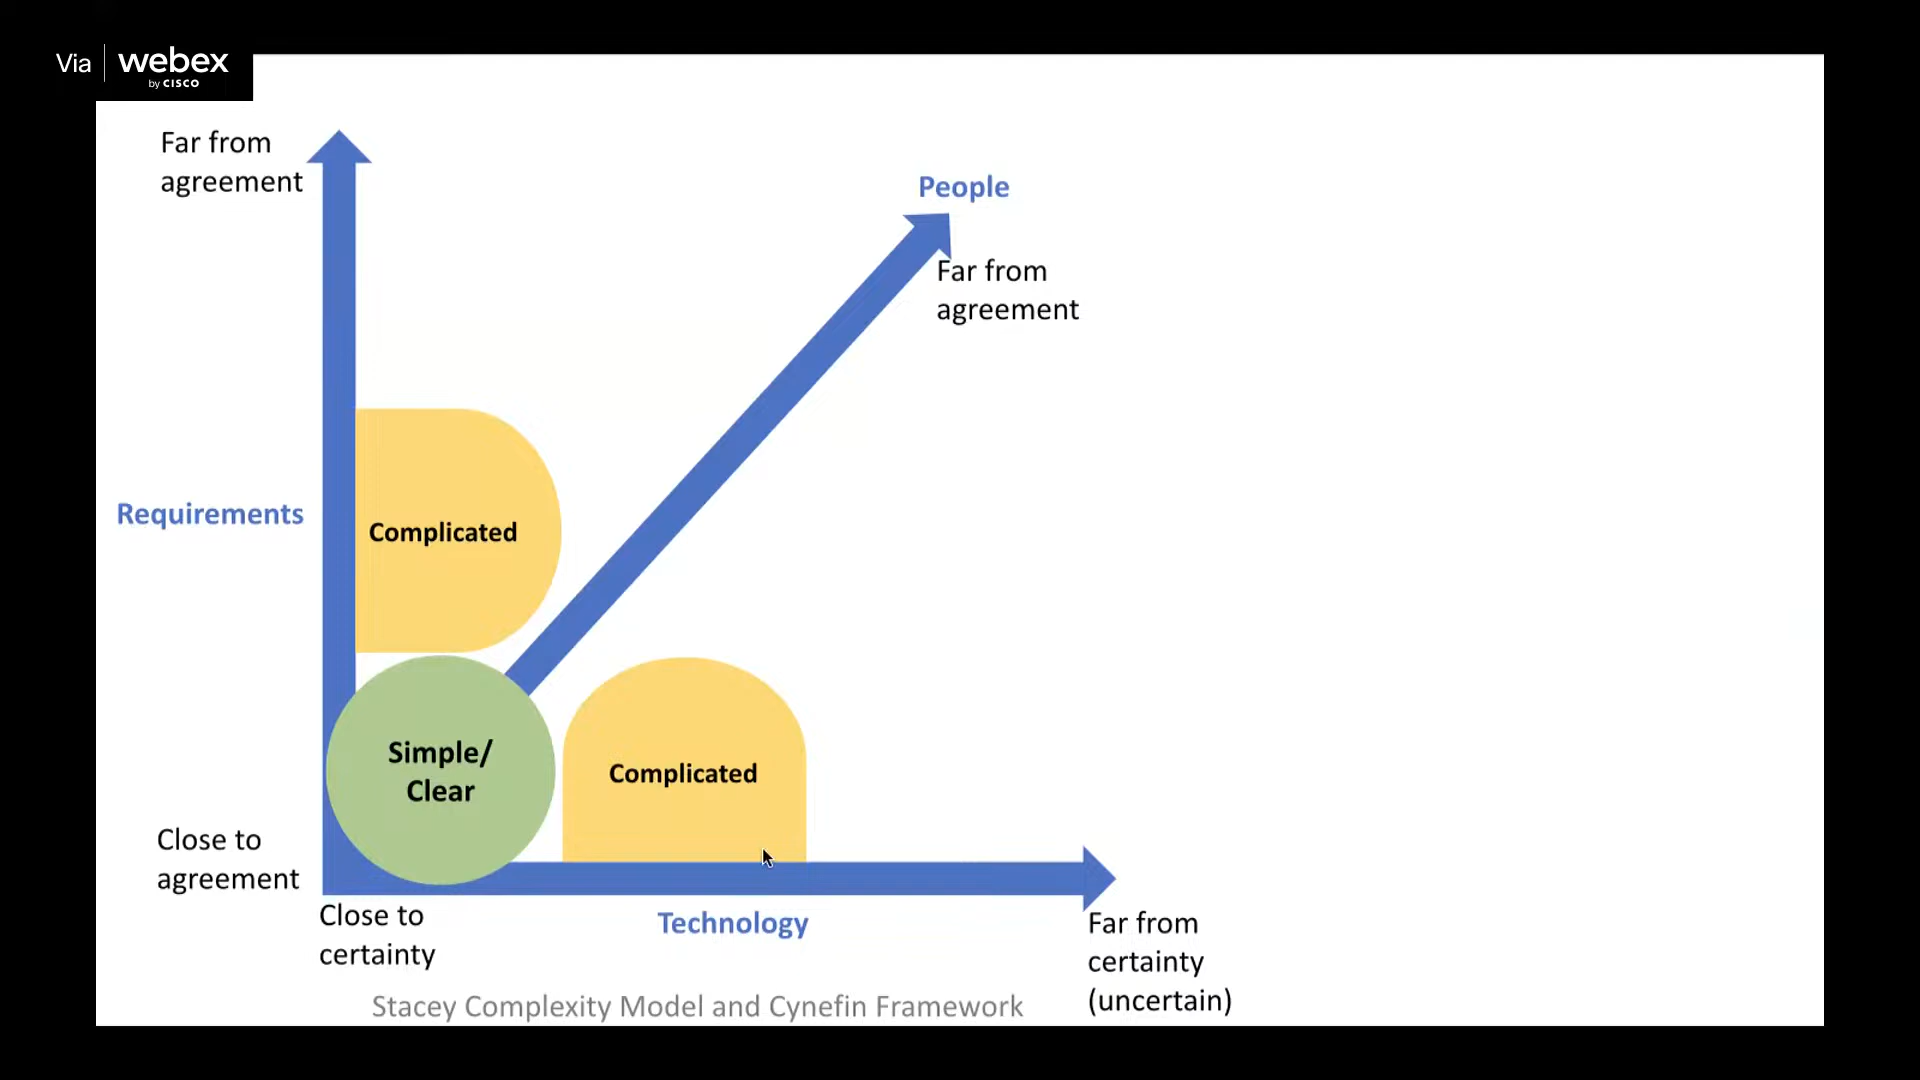 Via webex
by CISCO
Far from
agreement
People
Far from
agreement
Requirements
Complicated
Simple/
Clear
Complicated
Close to
agreement
Close to
certainty
Technology
Far from
certainty
(uncertain)
Stacey Complexity Model and Cynefin Framework